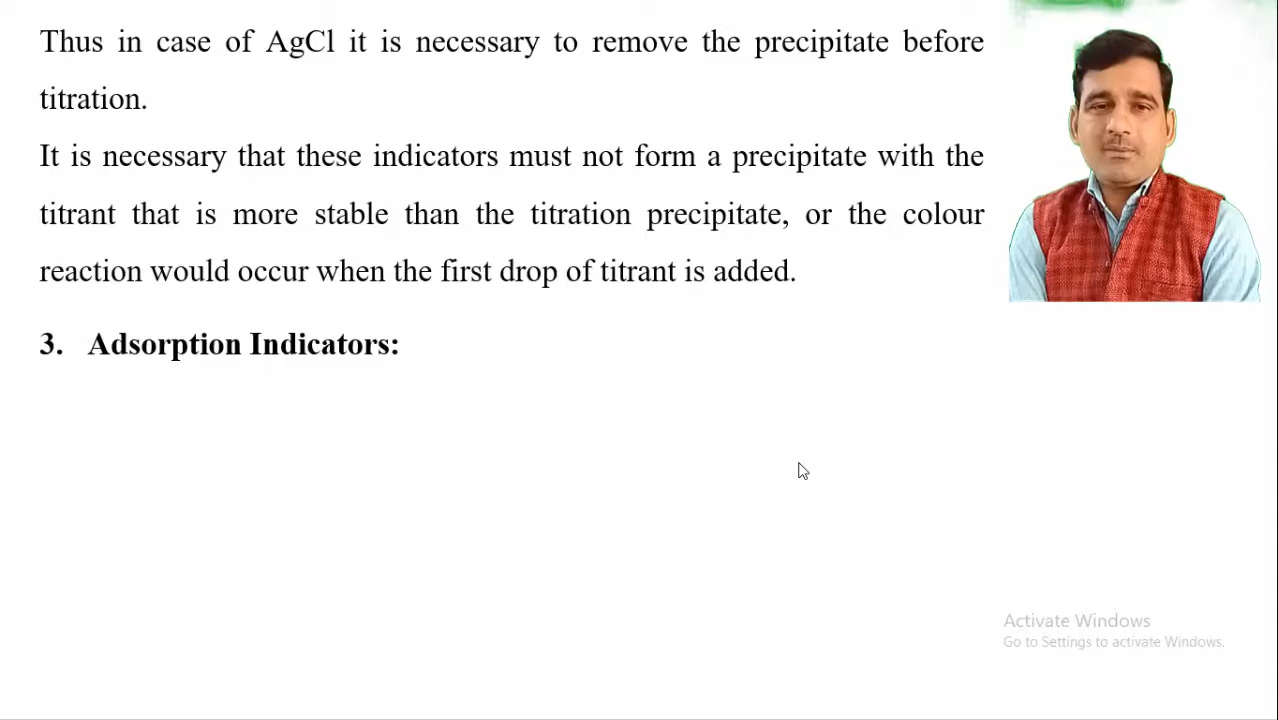 Thus in case of AgCl it is necessary to remove the precipitate before
titration.
It is necessary that these indicators must not form a precipitate with the
titrant that is more stable than the titration precipitate, or the colour
reaction would occur when the first drop of titrant is added.
3. Adsorption Indicators:
Activate Windows
Go to Settings to activate Windows.